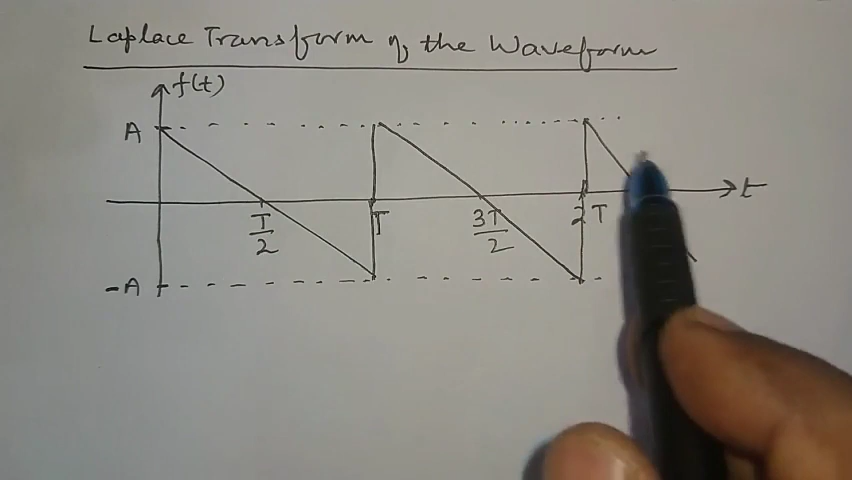 Laplace Transform of the Waveform
f(t)
A
t
T/2
T
3T/2
2T
-A